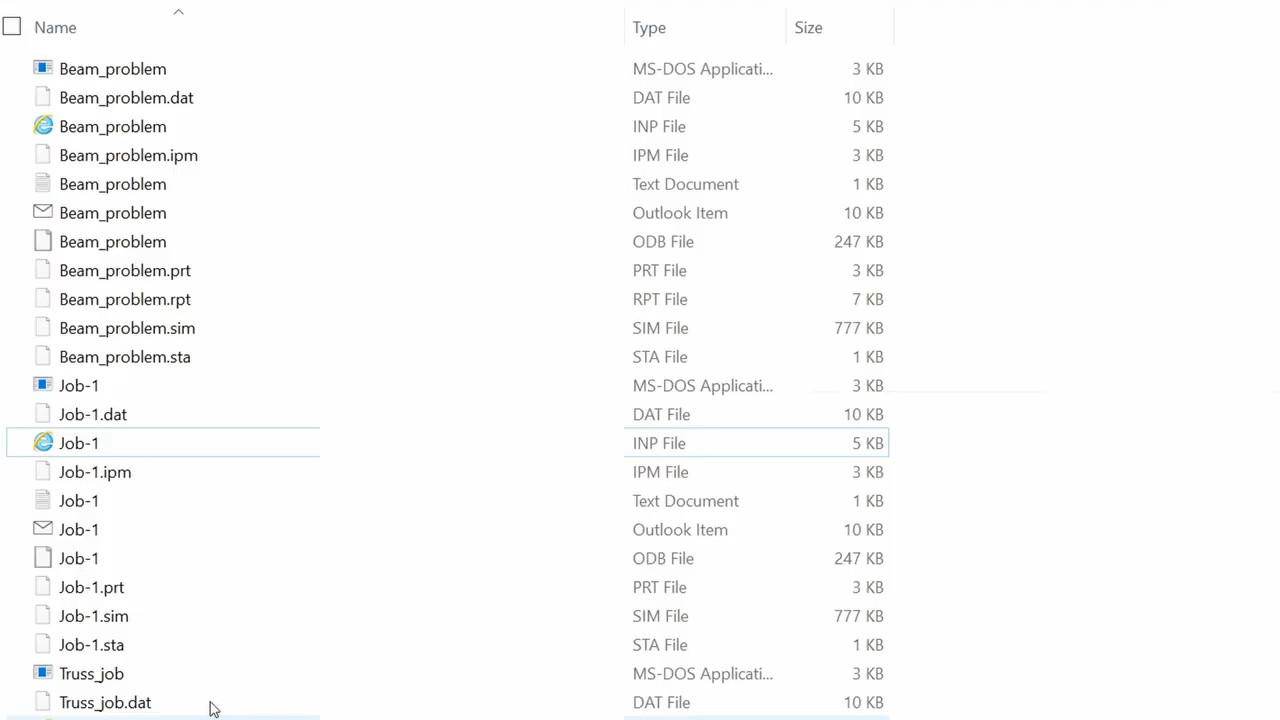 Name Type Size
Beam_problem MS-DOS Applicati... 3 KB
Beam_problem.dat DAT File 10 KB
Beam_problem INP File 5 KB
Beam_problem.ipm IPM File 3 KB
Beam_problem Text Document 1 KB
Beam_problem Outlook Item 10 KB
Beam_problem ODB File 247 KB
Beam_problem.prt PRT File 3 KB
Beam_problem.rpt RPT File 7 KB
Beam_problem.sim SIM File 777 KB
Beam_problem.sta STA File 1 KB
Job-1 MS-DOS Applicati... 3 KB
Job-1.dat DAT File 10 KB
Job-1 INP File 5 KB
Job-1.ipm IPM File 3 KB
Job-1 Text Document 1 KB
Job-1 Outlook Item 10 KB
Job-1 ODB File 247 KB
Job-1.prt PRT File 3 KB
Job-1.sim SIM File 777 KB
Job-1.sta STA File 1 KB
Truss_job MS-DOS Applicati... 3 KB
Truss_job.dat DAT File 10 KB